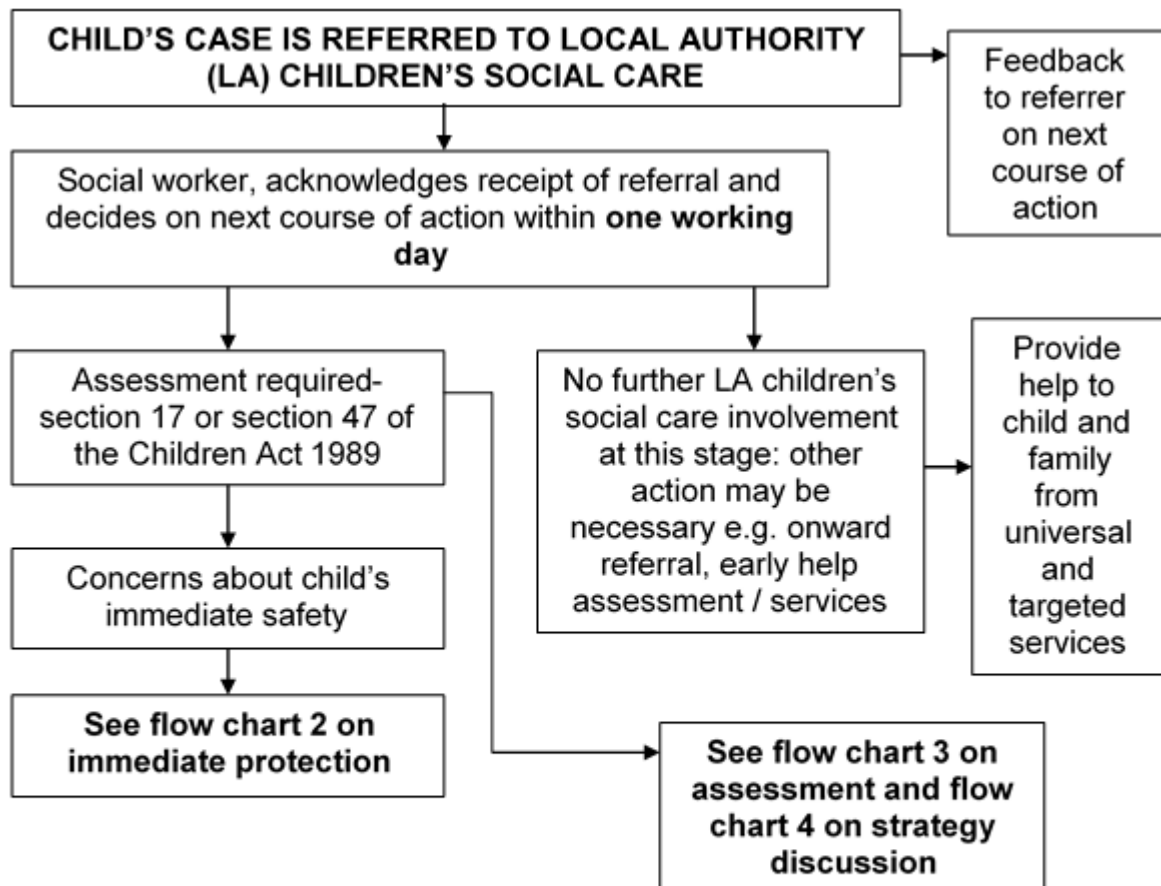 CHILD'S CASE IS REFERRED TO LOCAL AUTHORITY
(LA) CHILDREN'S SOCIAL CARE
Feedback
to referrer
on next
course of
action
Social worker, acknowledges receipt of referral and
decides on next course of action within one working
day
Assessment required-
section 17 or section 47 of
the Children Act 1989
No further LA children's
social care involvement
at this stage: other
action may be
necessary e.g. onward
referral, early help
assessment / services
Provide
help to
child and
family
from
universal
and
targeted
services
Concerns about child's
immediate safety
See flow chart 2 on
immediate protection
See flow chart 3 on
assessment and flow
chart 4 on strategy
discussion